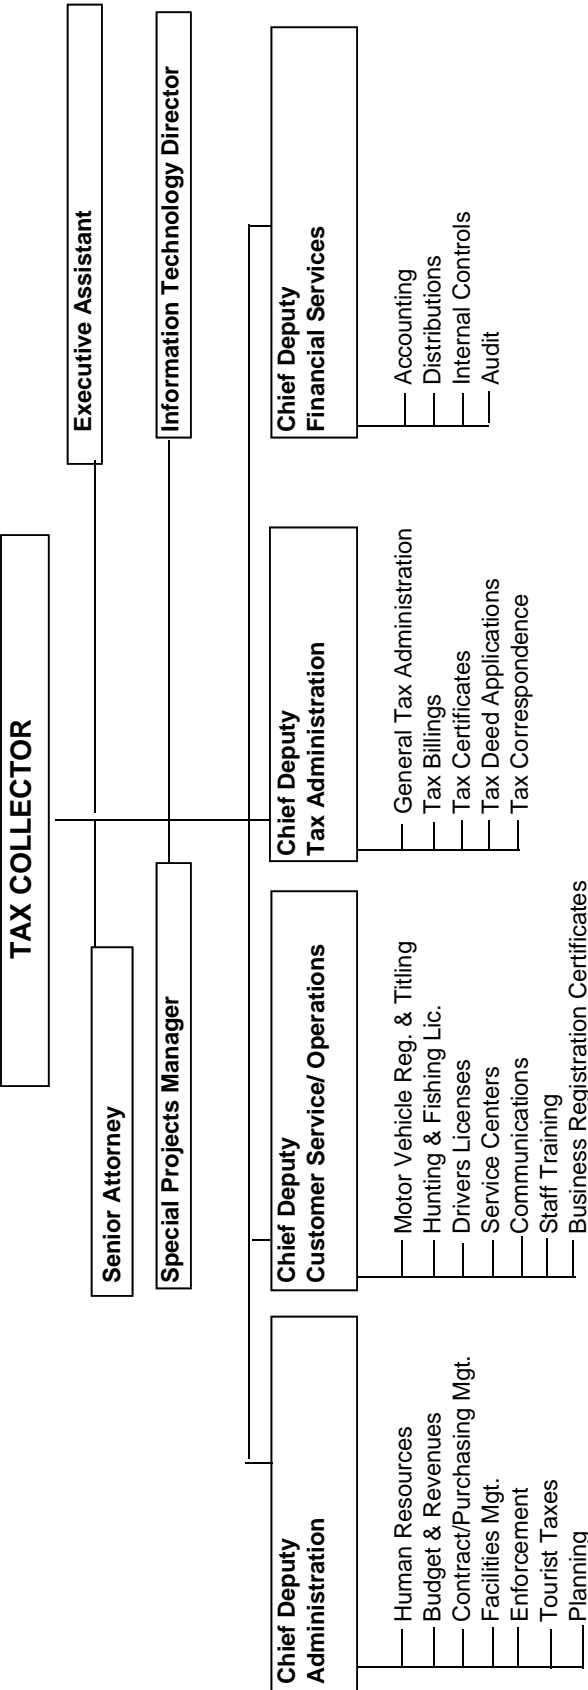 TAX COLLECTOR
Executive Assistant
Senior Attorney
Information Technology Director
Special Projects Manager
Chief Deputy
Administration
Human Resources
Budget & Revenues
Contract/Purchasing Mgt.
Facilities Mgt.
Enforcement
Tourist Taxes
Planning
Chief Deputy
Customer Service/ Operations
Motor Vehicle Reg. & Titling
Hunting & Fishing Lic.
Drivers Licenses
Service Centers
Communications
Staff Training
Business Registration Certificates
Chief Deputy
Tax Administration
General Tax Administration
Tax Billings
Tax Certificates
Tax Deed Applications
Tax Correspondence
Chief Deputy
Financial Services
Accounting
Distributions
Internal Controls
Audit